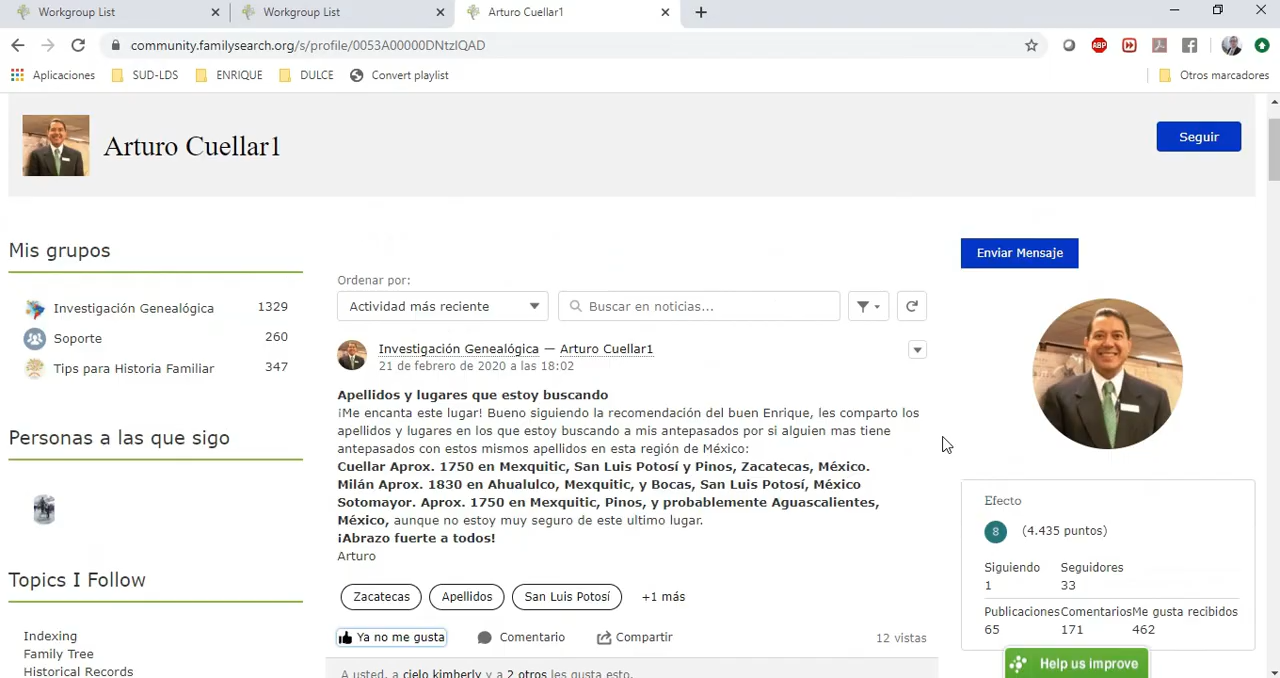 Workgroup List
Workgroup List
Arturo Cuellar1
community.familysearch.org/s/profile/0053A00000DNtzIQAD
ABP
Aplicaciones
SUD-LDS
ENRIQUE
DULCE
Convert playlist
Otros marcadores
Arturo Cuellar1
Seguir
Mis grupos
Investigación Genealógica 1329
Soporte 260
Tips para Historia Familiar 347
Personas a las que sigo
Topics I Follow
Indexing
Family Tree
Historical Records
Ordenar por:
Actividad más reciente
Buscar en noticias...
Investigación Genealógica — Arturo Cuellar1
21 de febrero de 2020 a las 18:02
Apellidos y lugares que estoy buscando
¡Me encanta este lugar! Bueno siguiendo la recomendación del buen Enrique, les comparto los
apellidos y lugares en los que estoy buscando a mis antepasados por si alguien mas tiene
antepasados con estos mismos apellidos en esta región de México:
Cuellar Aprox. 1750 en Mexquitic, San Luis Potosí y Pinos, Zacatecas, México.
Milán Aprox. 1830 en Ahualulco, Mexquitic, y Bocas, San Luis Potosí, México
Sotomayor. Aprox. 1750 en Mexquitic, Pinos, y probablemente Aguascalientes,
México, aunque no estoy muy seguro de este ultimo lugar.
¡Abrazo fuerte a todos!
Arturo
Zacatecas
Apellidos
San Luis Potosí
+1 más
Ya no me gusta
Comentario
Compartir
12 vistas
A usted, a cielo kimberly y a 2 otros les gusta esto.
Enviar Mensaje
Efecto
8 (4.435 puntos)
Siguiendo Seguidores
1 33
Publicaciones Comentarios Me gusta recibidos
65 171 462
Help us improve